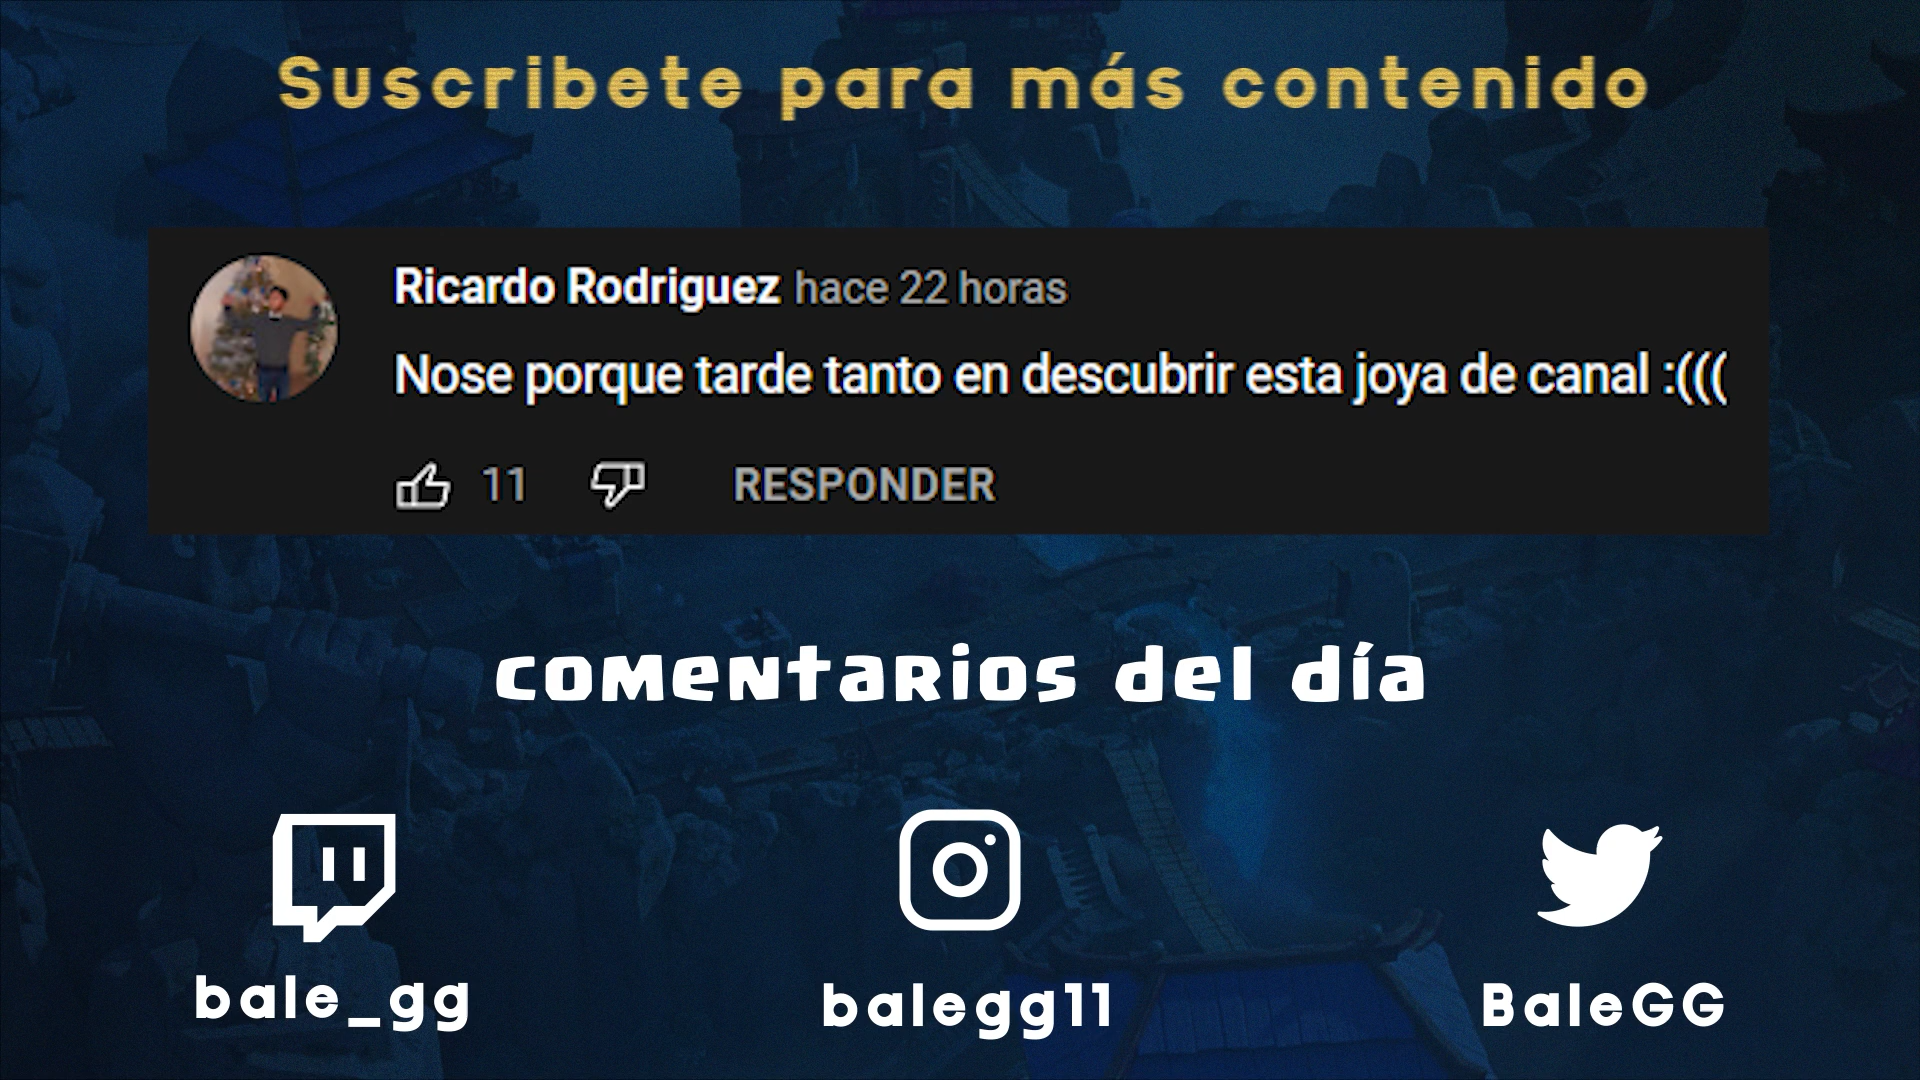 Suscribete para más contenido
Ricardo Rodriguez hace 22 horas
Nose porque tarde tanto en descubrir esta joya de canal :(((
11 RESPONDER
comentarios del día
bale_gg
balegg11
BaleGG